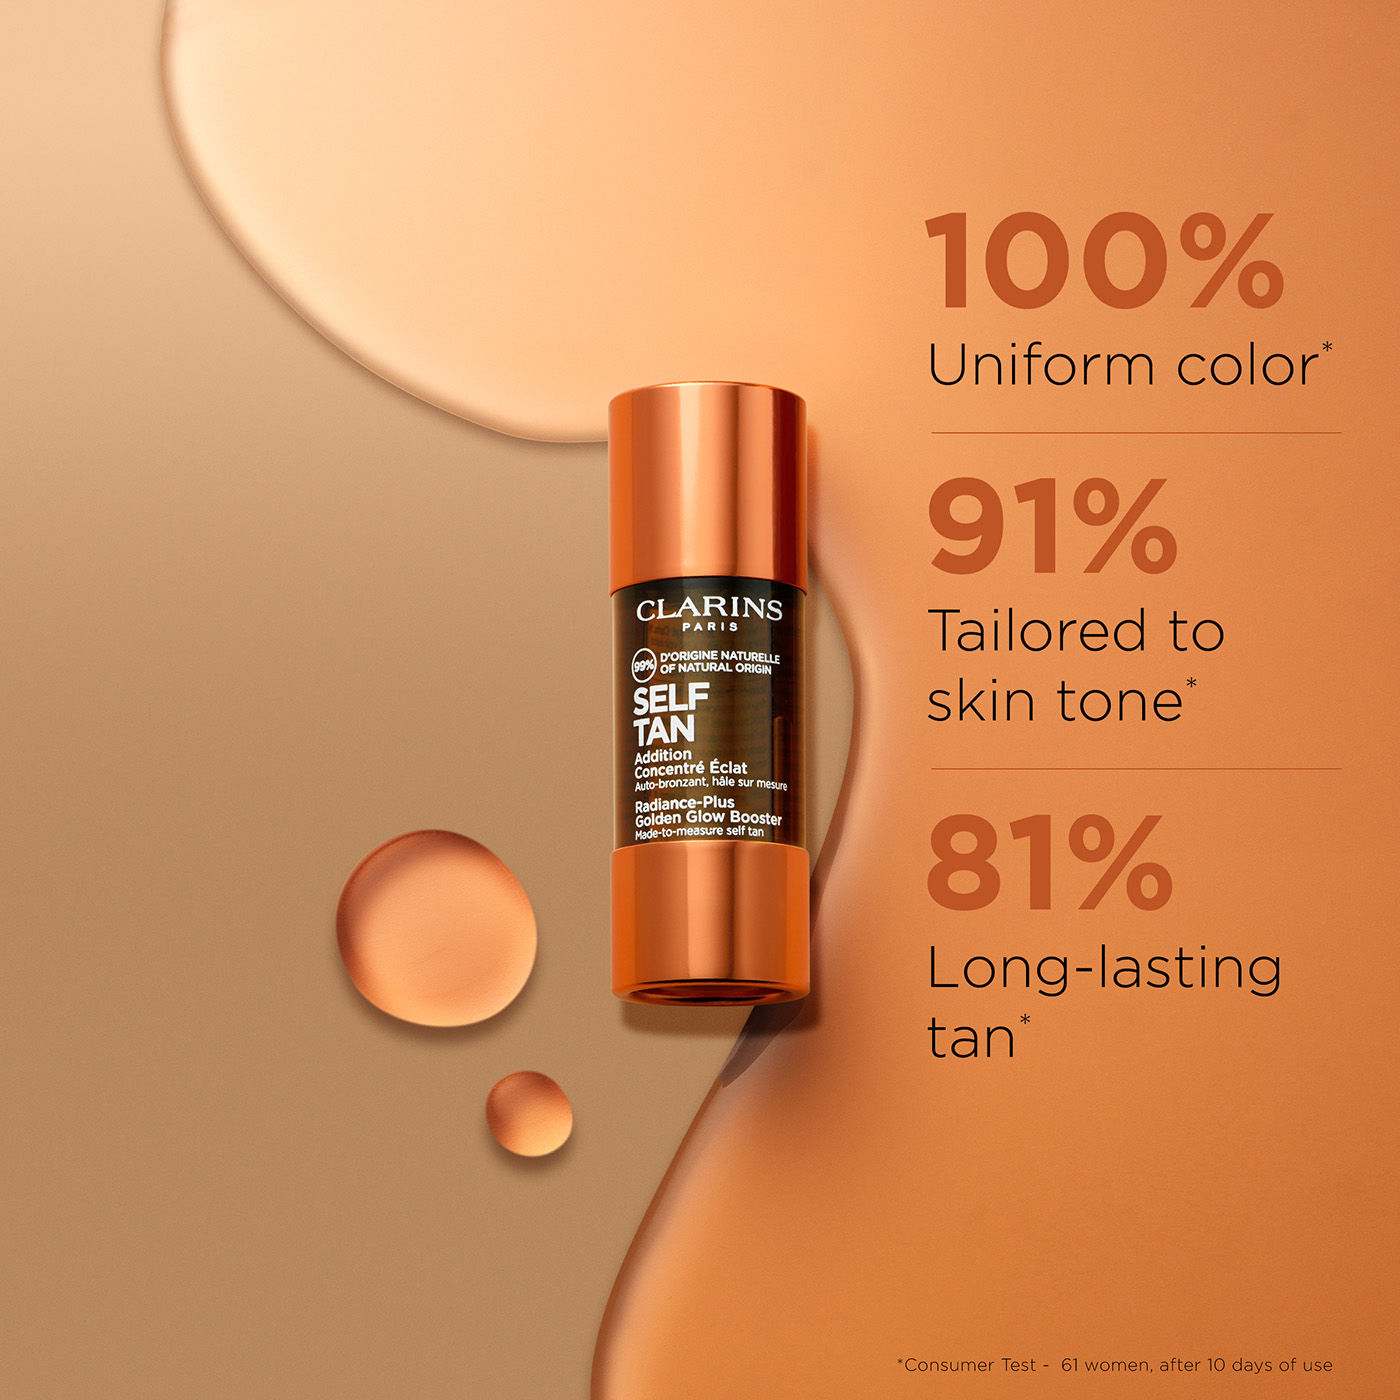 100%
Uniform color*
91%
Tailored to
skin tone*
81%
Long-lasting
tan*
CLARINS
PARIS
99% D'ORIGINE NATURELLE
OF NATURAL ORIGIN
SELF
TAN
Addition
Concentré Éclat
Auto-bronzant, hâle sur mesure
Radiance-Plus
Golden Glow Booster
Made-to-measure self tan
*Consumer Test - 61 women, after 10 days of use